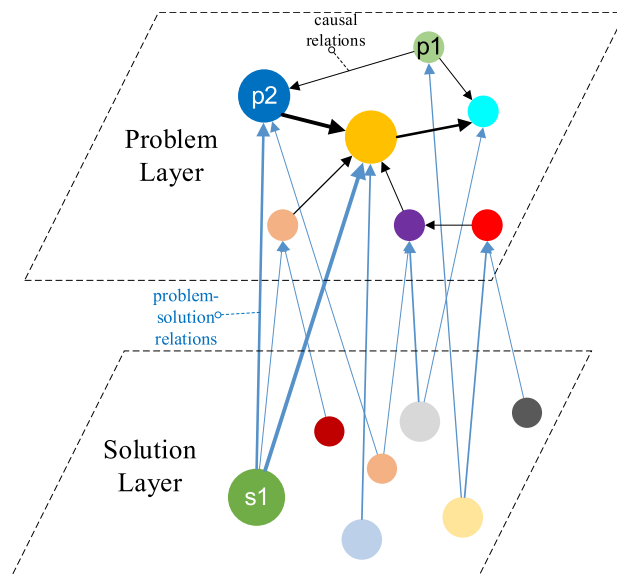 causal
relations
p1
p2
Problem
Layer
problem-
solution
relations
Solution
Layer
s1